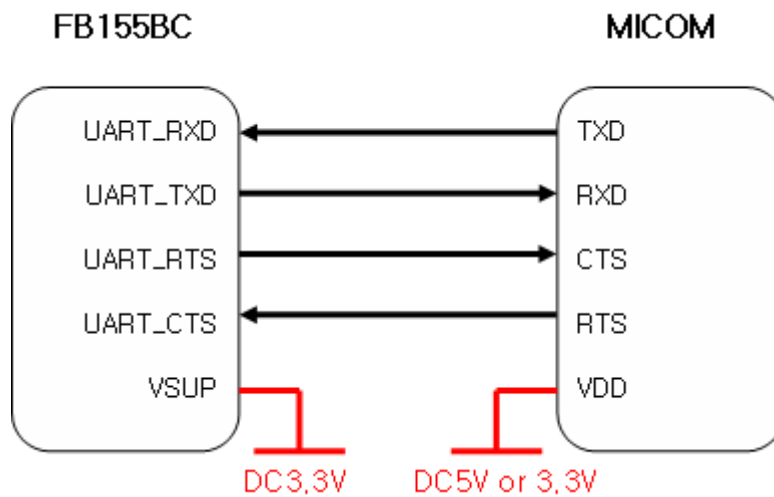 FB155BC
MICOM
UART_RXD
TXD
UART_TXD
RXD
UART_RTS
CTS
UART_CTS
RTS
VSUP
VDD
DC3,3V
DC5V or 3,3V